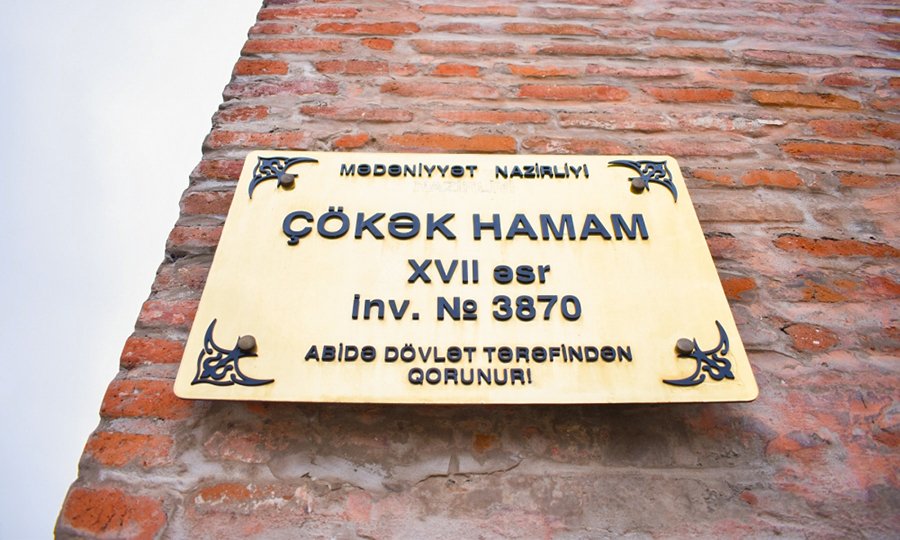 MƏDƏNİYYƏT NAZİRLİYİ
ÇÖKƏK HAMAM
XVII əsr
inv. № 3870
ABİDƏ DÖVLƏT TƏRƏFİNDƏN
QORUNUR!